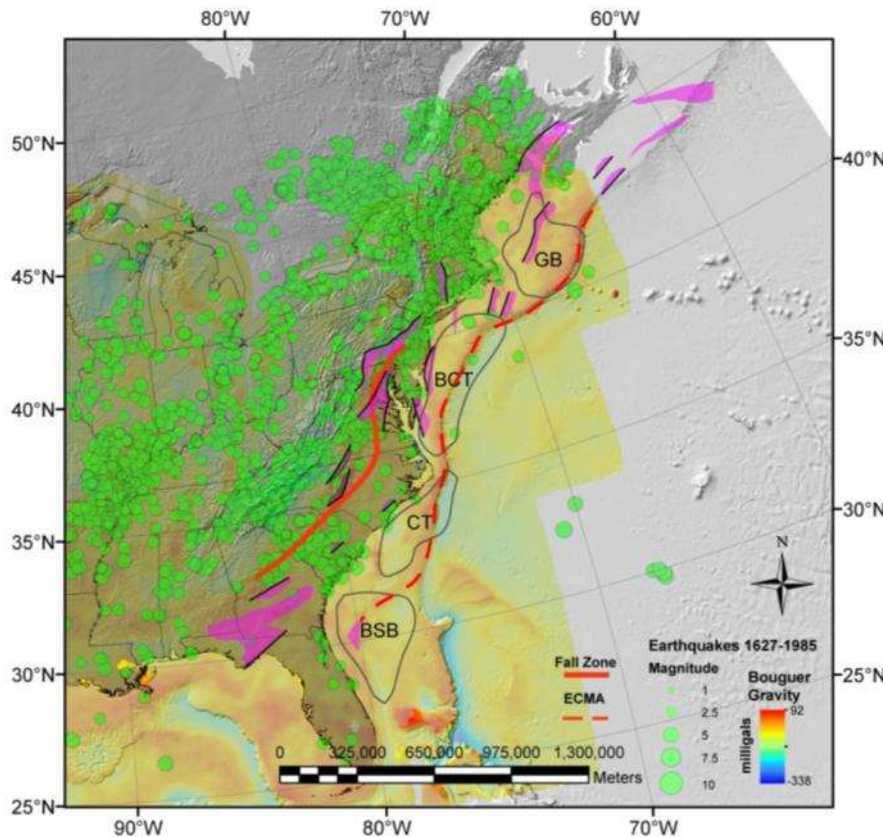 80°W 70°W 60°W
50°N
40°N
45°N
GB
35°N
BCT
40°N
CT
30°N
35°N
N
BSB
Earthquakes 1627-1985
Fall Zone
Magnitude
Bouguer
Gravity
30°N
25°N
ECMA
1
2.5
5
7.5
10
milligals
92
-338
0 325,000 650,000 975,000 1,300,000
Meters
25°N
90°W 80°W 70°W